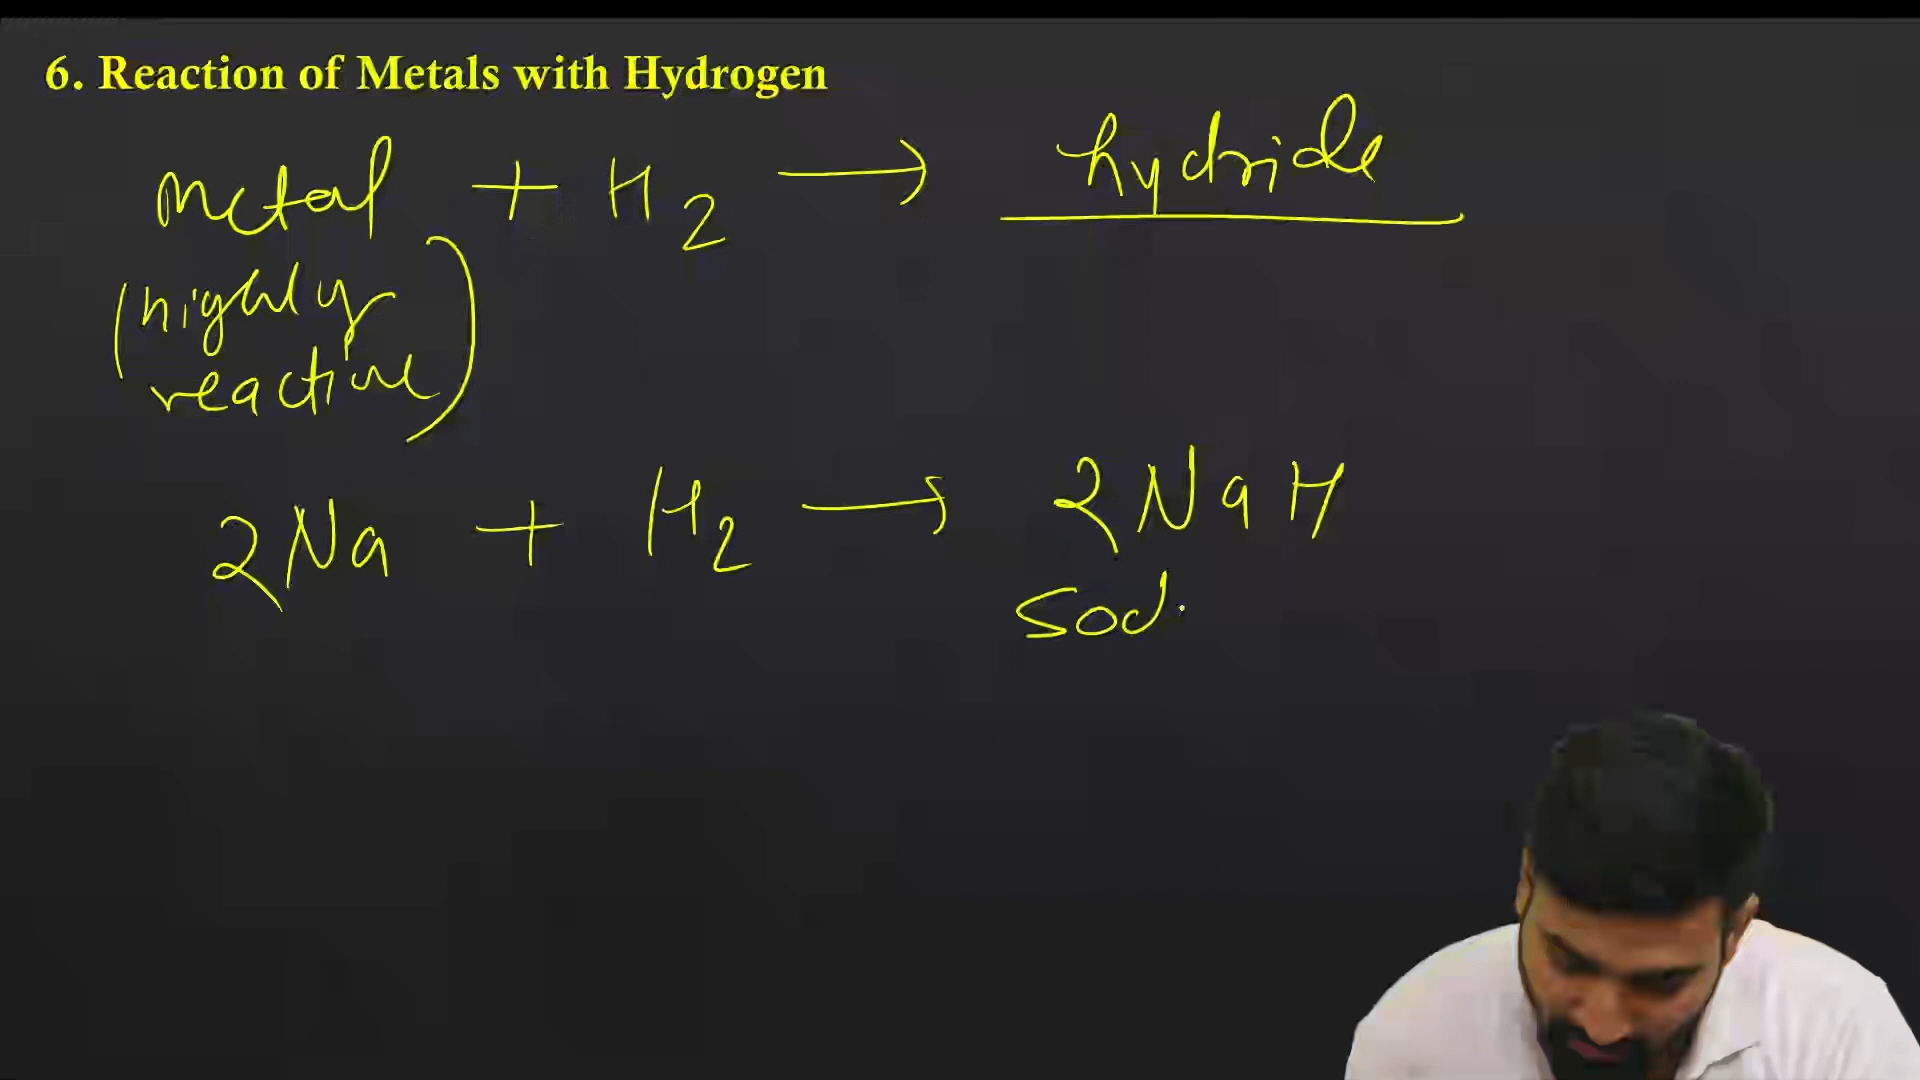 6. Reaction of Metals with Hydrogen
Metal + H2 → hydride
(highly
reactive)
2Na + H2 → 2NaH
sod